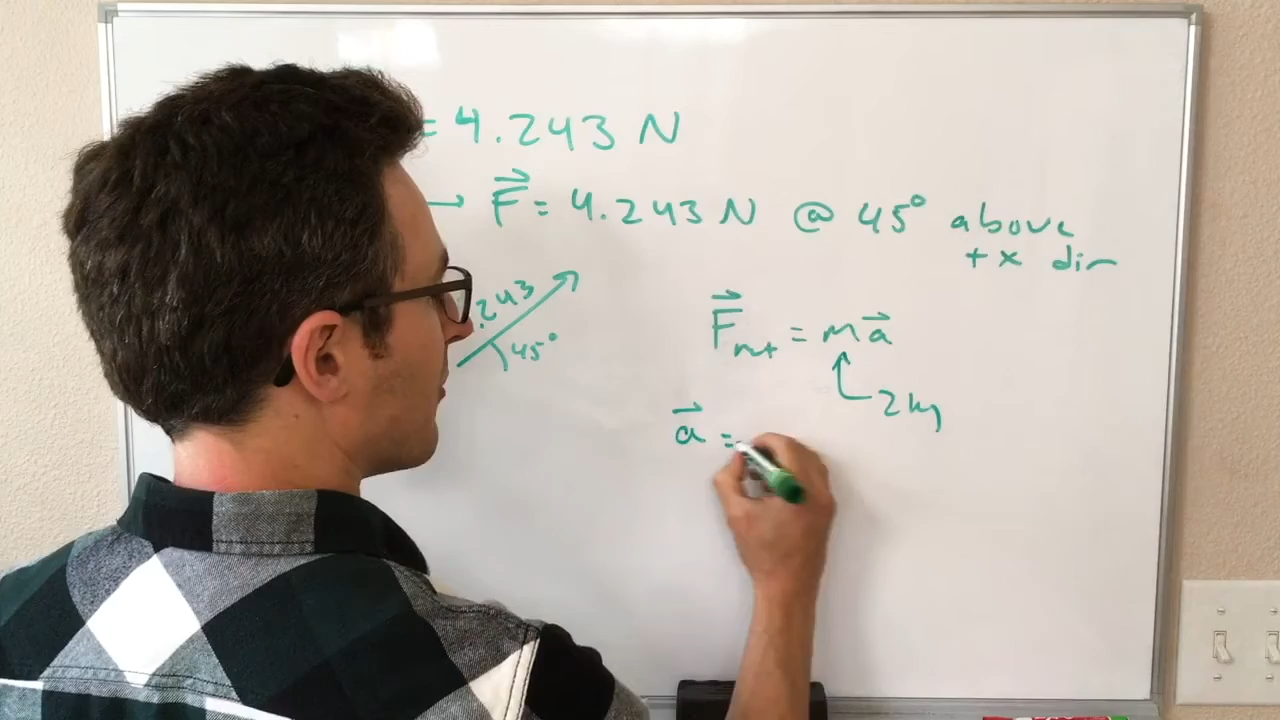 = 4.243 N
→ F⃗ = 4.243 N @ 45° above
+x dir
.243
45°
F⃗net = ma⃗
2kg
a⃗ =